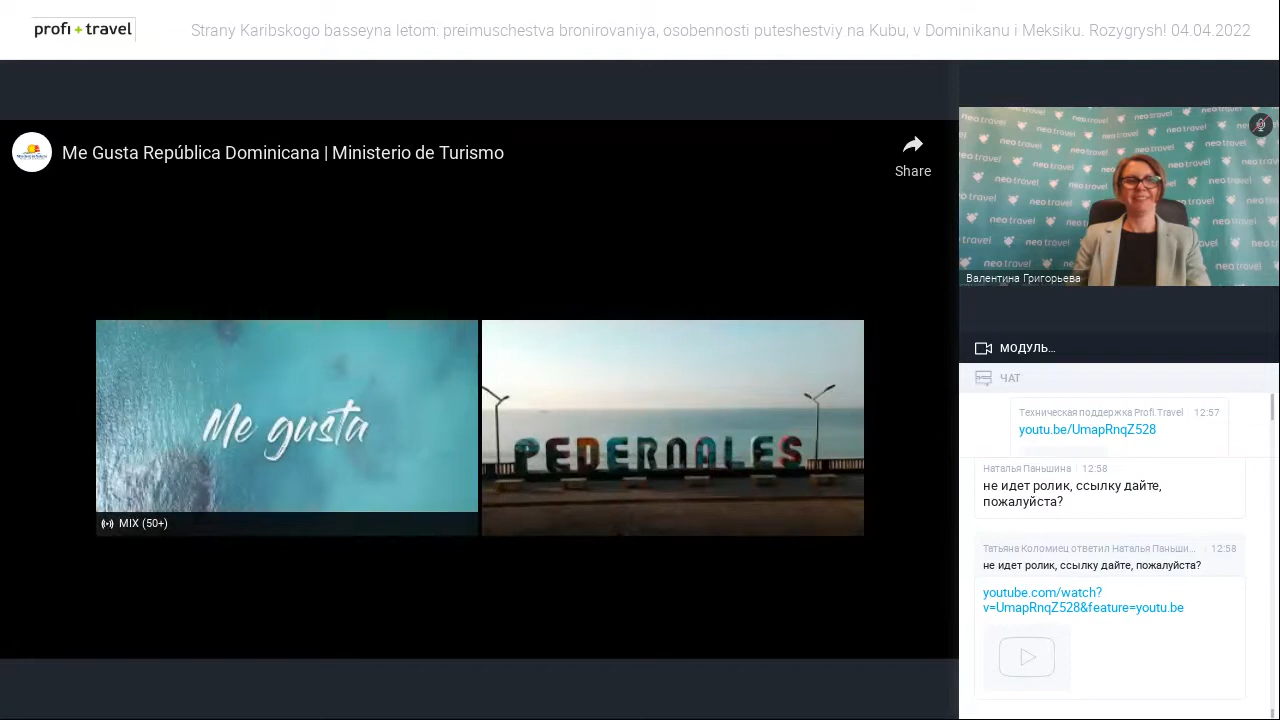 profi + travel
Strany Karibskogo basseyna letom: preimuschestva bronirovaniya, osobennosti puteshestviy na Kubu, v Dominikanu i Meksiku. Rozygrysh! 04.04.2022
Me Gusta República Dominicana | Ministerio de Turismo
Share
Me gusta
MIX (50+)
PEDERNALES
neo travel
Валентина Григорьева
МОДУЛЬ...
ЧАТ
Техническая поддержка Profi.Travel 12:57
youtu.be/UmapRnqZ528
Наталья Паньшина 12:58
не идет ролик, ссылку дайте,
пожалуйста?
Татьяна Коломиец ответил Наталья Паньши... 12:58
не идет ролик, ссылку дайте, пожалуйста?
youtube.com/watch?
v=UmapRnqZ528&feature=youtu.be